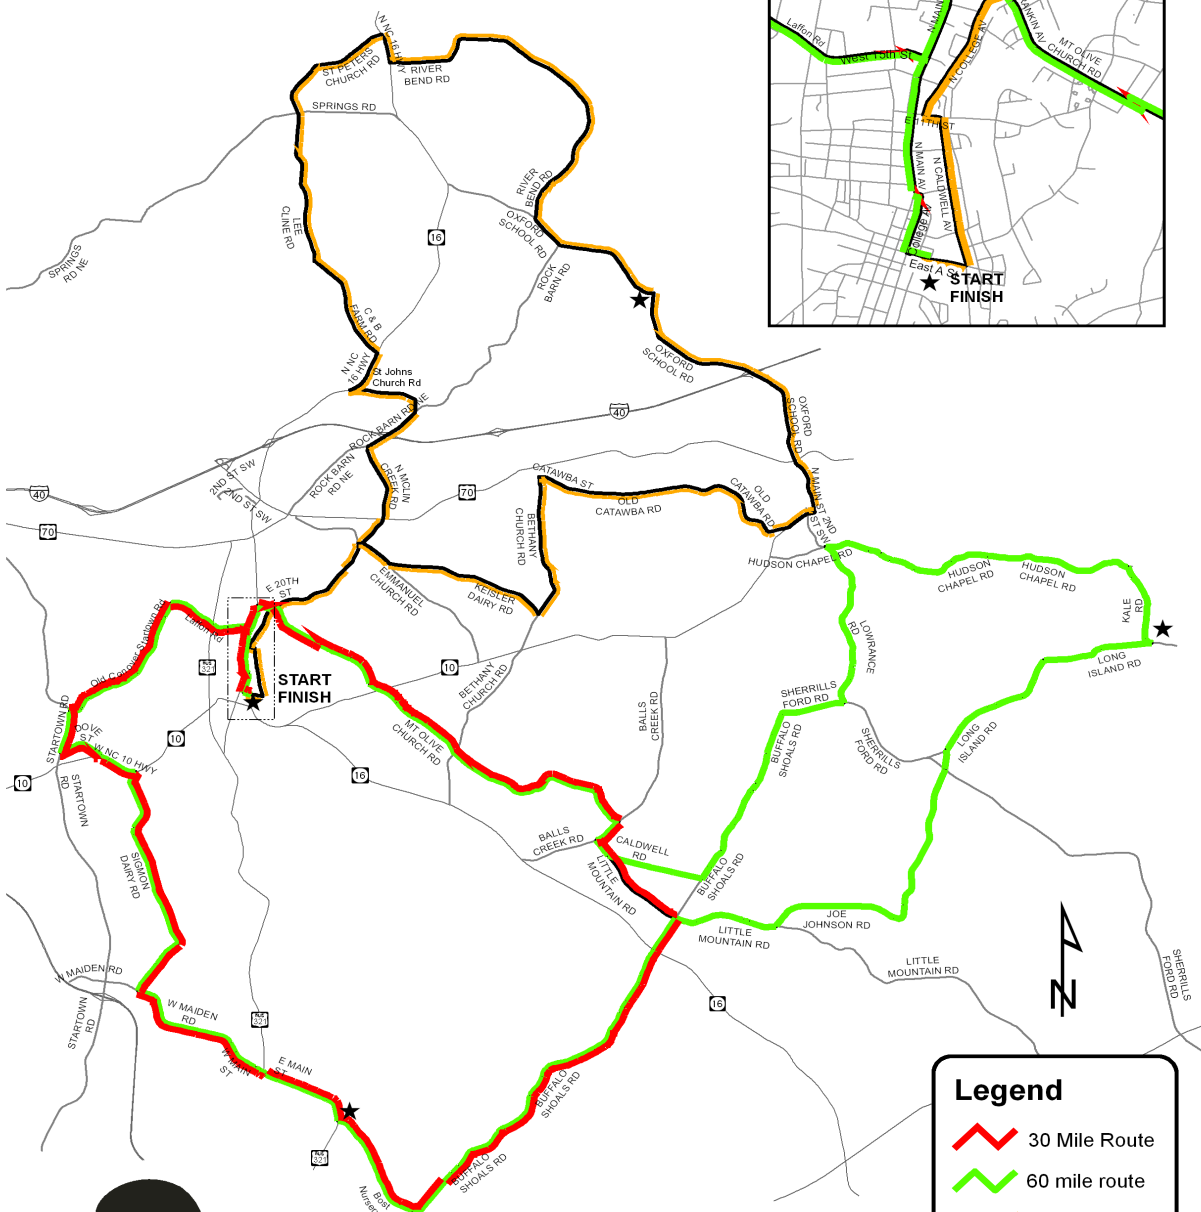 N NC 16 HWY
ST PETERS
CHURCH RD
RIVER
BEND RD
SPRINGS RD
LEE
CLINE RD
SPRINGS
RD NE
16
RIVER
BEND RD
OXFORD
SCHOOL RD
ROCK
BARN RD
C & B
FARM RD
N NC
16 HWY
St Johns
Church Rd
OXFORD
SCHOOL RD
40
ROCK BARN RD NE
OXFORD
SCHOOL RD
2ND ST SW
2ND ST SW
ROCK BARN
RD NE
N MCLIN
CREEK RD
70
40
70
CATAWBA ST
OLD
CATAWBA RD
OLD
CATAWBA RD
N MAIN ST
2ND
ST SW
BETHANY
CHURCH RD
HUDSON CHAPEL RD
HUDSON
CHAPEL RD
HUDSON
CHAPEL RD
KALE
RD
E 20TH
ST
EMMANUEL
CHURCH RD
KEISLER
DAIRY RD
LOWRANCE
RD
Old Conover Startown Rd
Laffon Rd
321
10
START
FINISH
BETHANY
CHURCH RD
BALLS
CREEK RD
SHERRILLS
FORD RD
LONG
ISLAND RD
STARTOWN RD
DOVE
ST
W NC 10 HWY
10
10
16
MT OLIVE
CHURCH RD
BUFFALO
SHOALS RD
SHERRILLS
FORD RD
LONG
ISLAND RD
STARTOWN
RD
SIGMON
DAIRY RD
BALLS
CREEK RD
CALDWELL
RD
LITTLE
MOUNTAIN RD
BUFFALO
SHOALS RD
LITTLE
MOUNTAIN RD
JOE
JOHNSON RD
LITTLE
MOUNTAIN RD
SHERRILLS
FORD RD
W MAIDEN RD
STARTOWN
RD
W MAIDEN
RD
321
W MAIN
ST
E MAIN
ST
16
BUFFALO
SHOALS RD
BUFFALO
SHOALS RD
321
Bost
N
Laffon Rd
West 15th St
N MAIN
N COLLEGE AV
RANKIN AV
MT OLIVE
CHURCH RD
E 11TH ST
N MAIN AV
N CALDWELL AV
College Av
East A St
START
FINISH
Legend
30 Mile Route
60 mile route